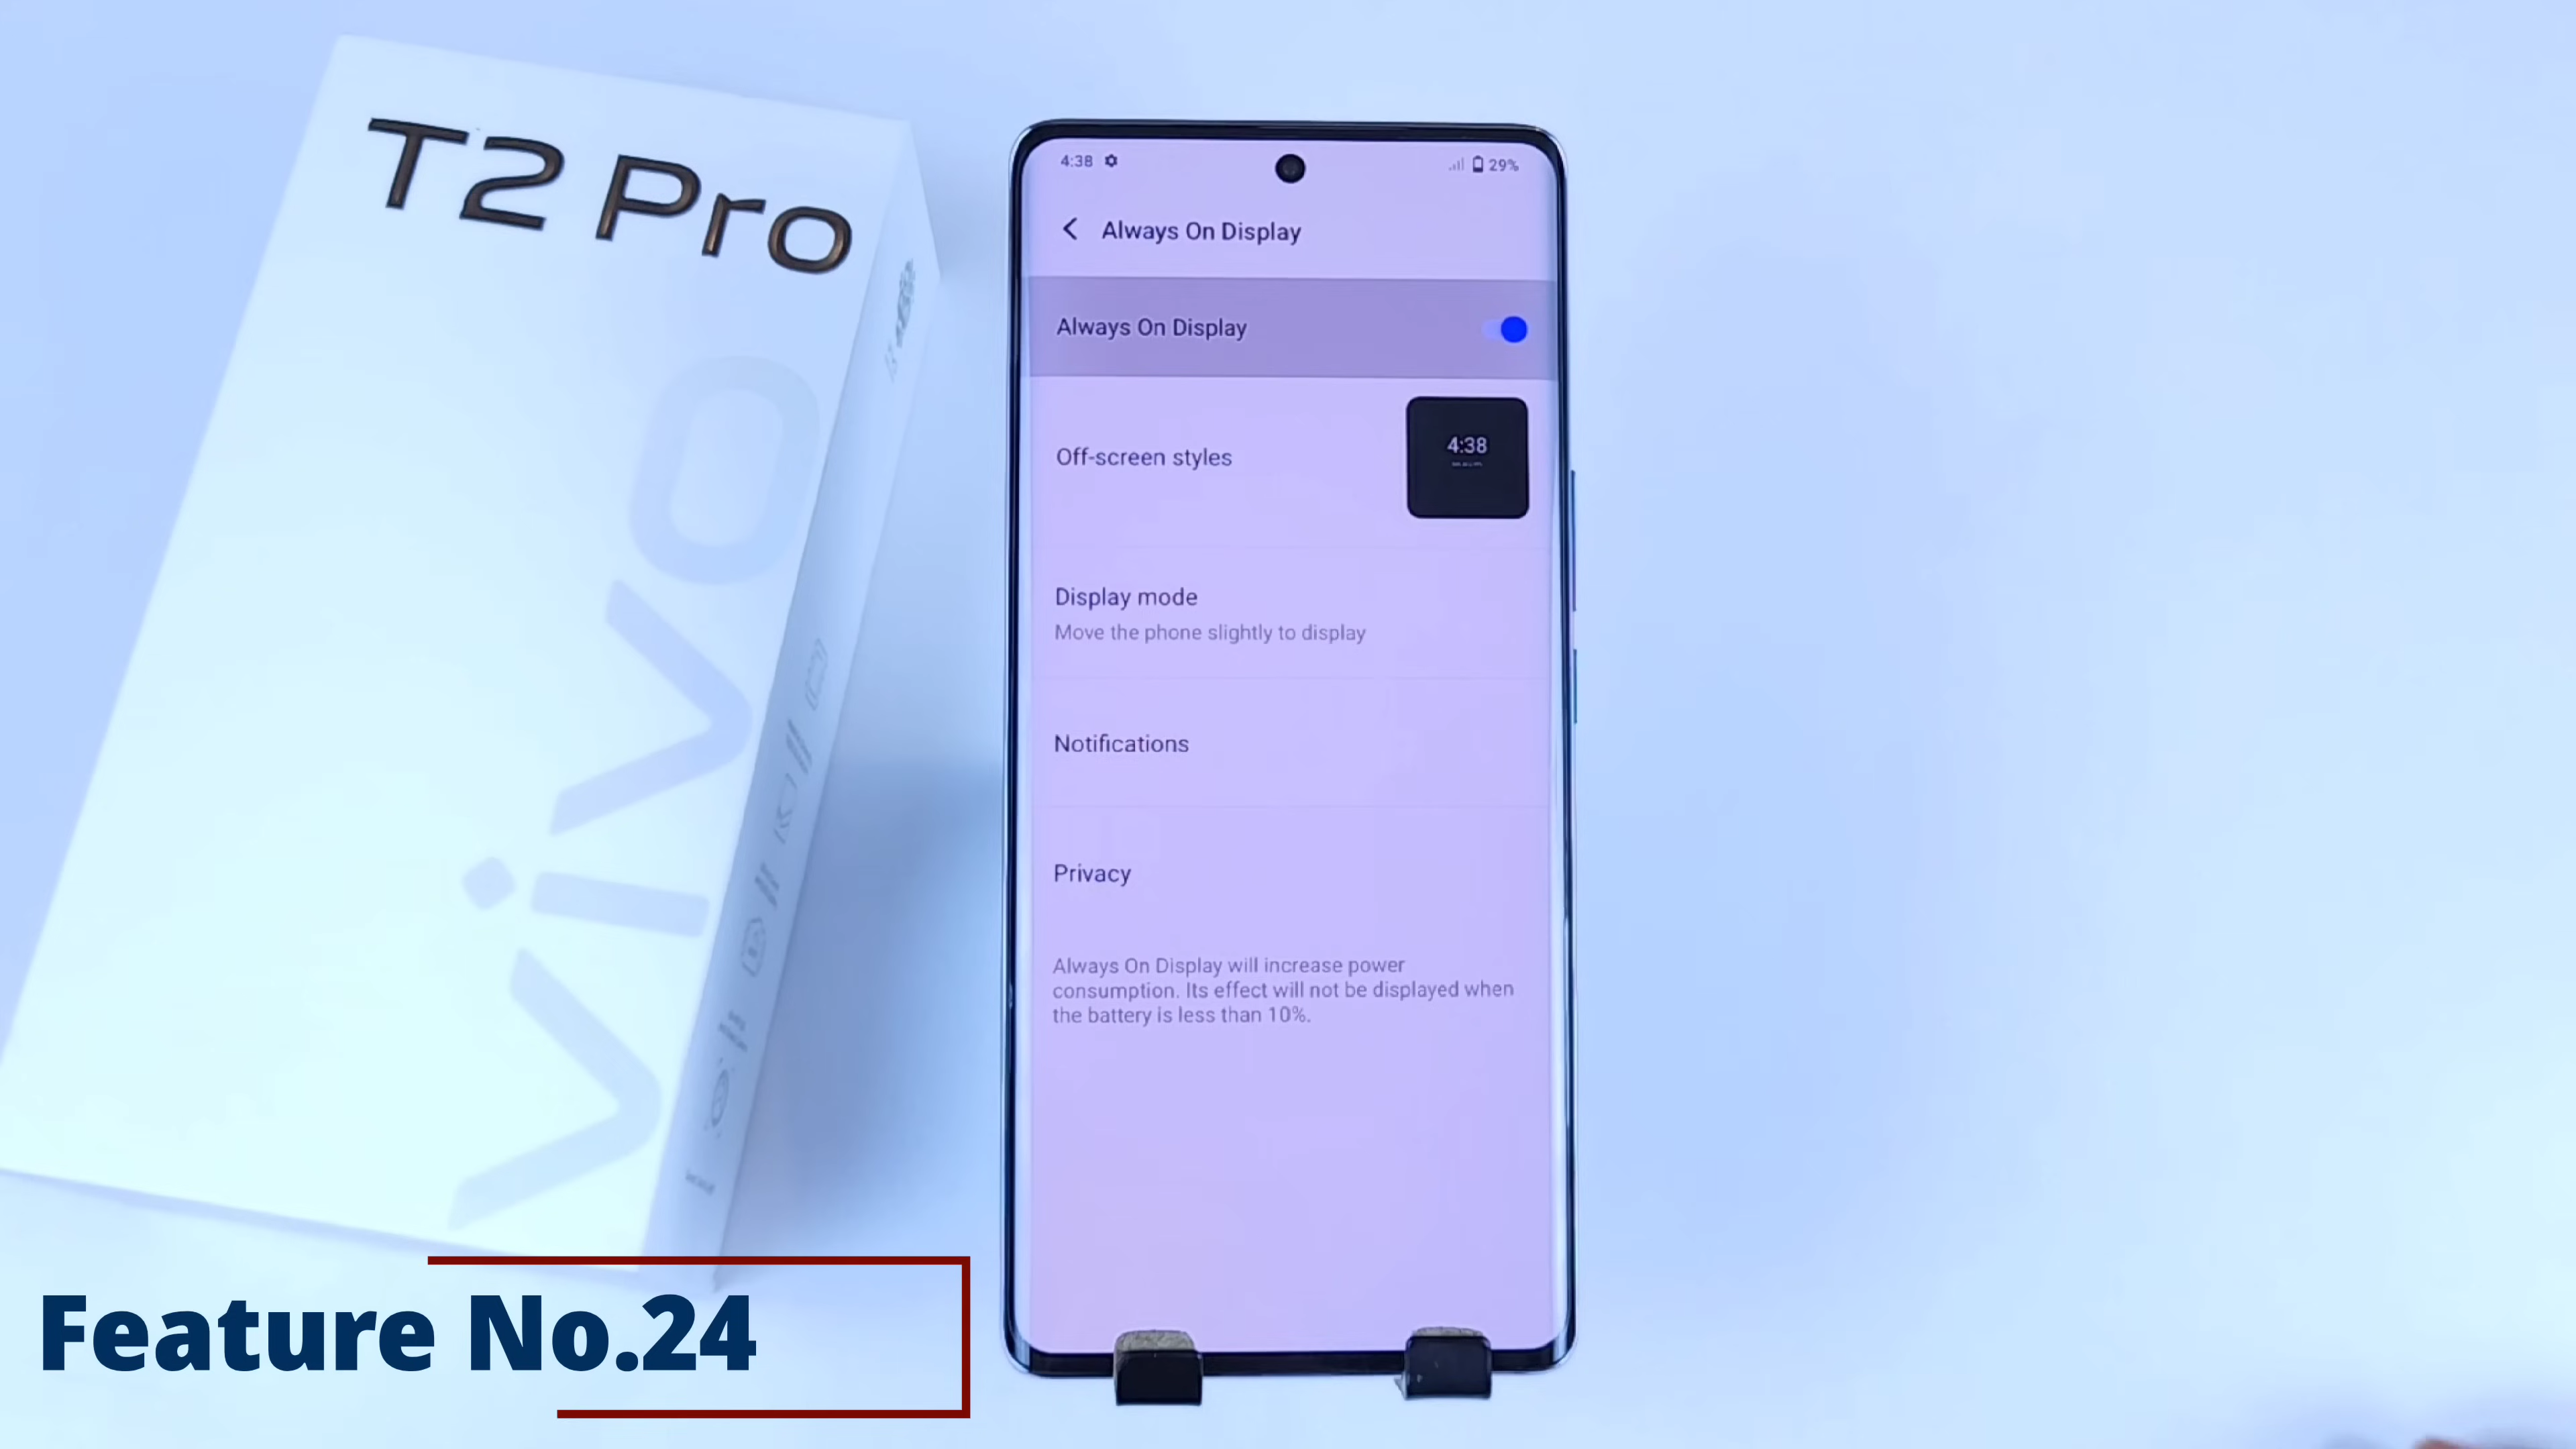 T2 Pro
vivo
4:38
29%
Always On Display
Always On Display
Off-screen styles
4:38
Display mode
Move the phone slightly to display
Notifications
Privacy
Always On Display will increase power
consumption. Its effect will not be displayed when
the battery is less than 10%.
Feature No.24